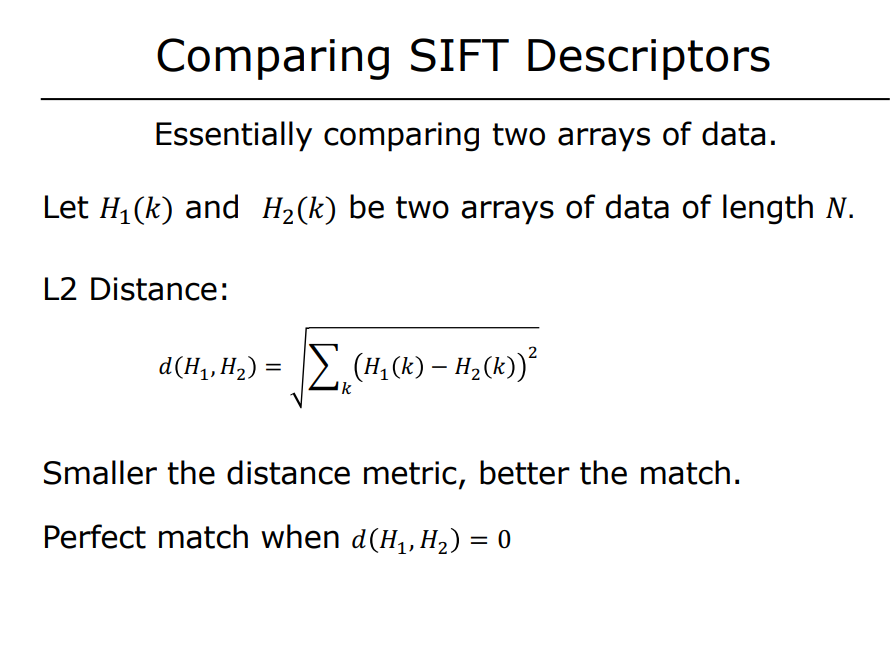 Comparing SIFT Descriptors
Essentially comparing two arrays of data.
Let H₁(k) and H₂(k) be two arrays of data of length N.
L2 Distance:
d(H₁, H₂) = √∑ₖ(H₁(k) − H₂(k))²
Smaller the distance metric, better the match.
Perfect match when d(H₁, H₂) = 0